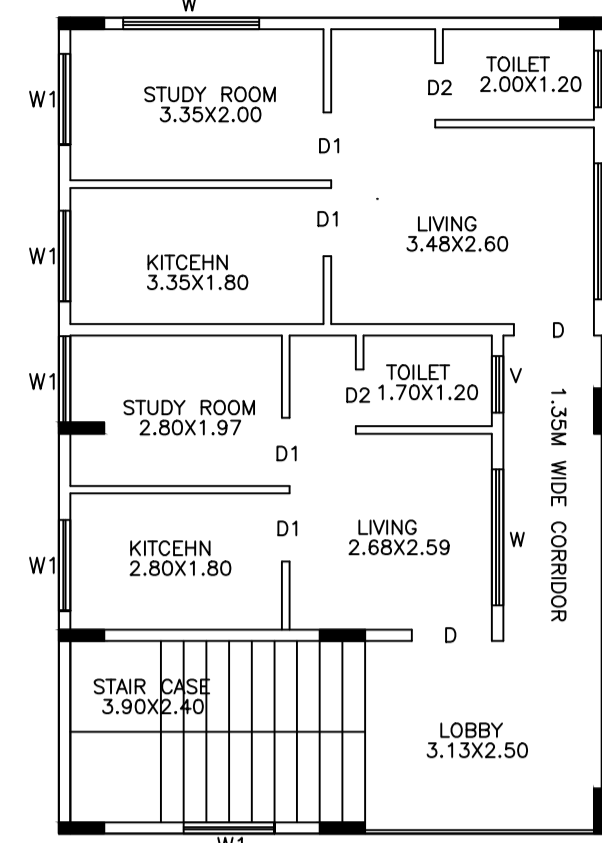 W
W1
STUDY ROOM
3.35X2.00
TOILET
2.00X1.20
D2
D1
W1
KITCEHN
3.35X1.80
D1
LIVING
3.48X2.60
D
W1
STUDY ROOM
2.80X1.97
TOILET
1.70X1.20
D2
V
1.35M WIDE CORRIDOR
D1
W1
KITCEHN
2.80X1.80
D1
LIVING
2.68X2.59
W
D
STAIR CASE
3.90X2.40
LOBBY
3.13X2.50
W1